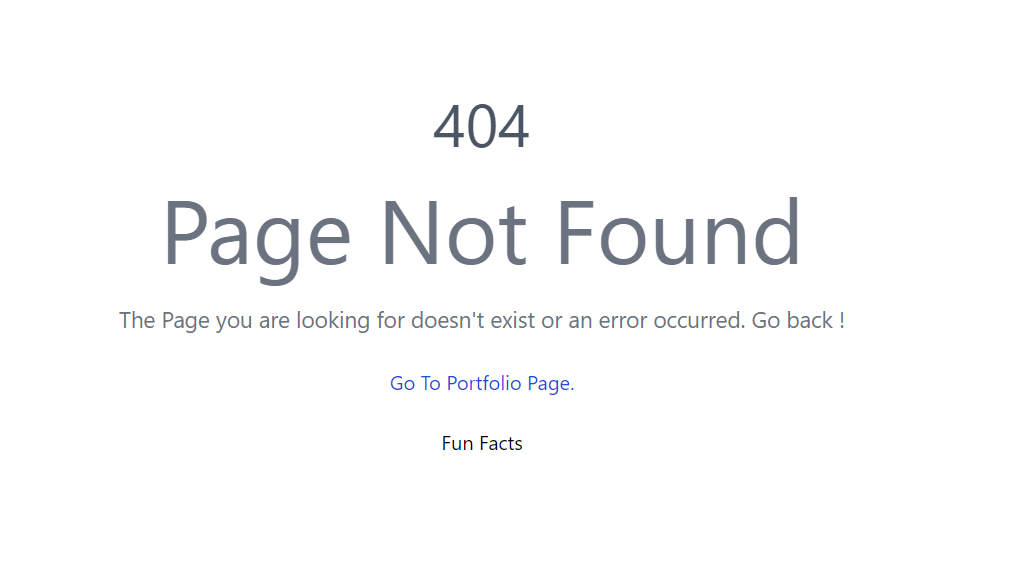 404
Page Not Found
The Page you are looking for doesn't exist or an error occurred. Go back !
Go To Portfolio Page.
Fun Facts